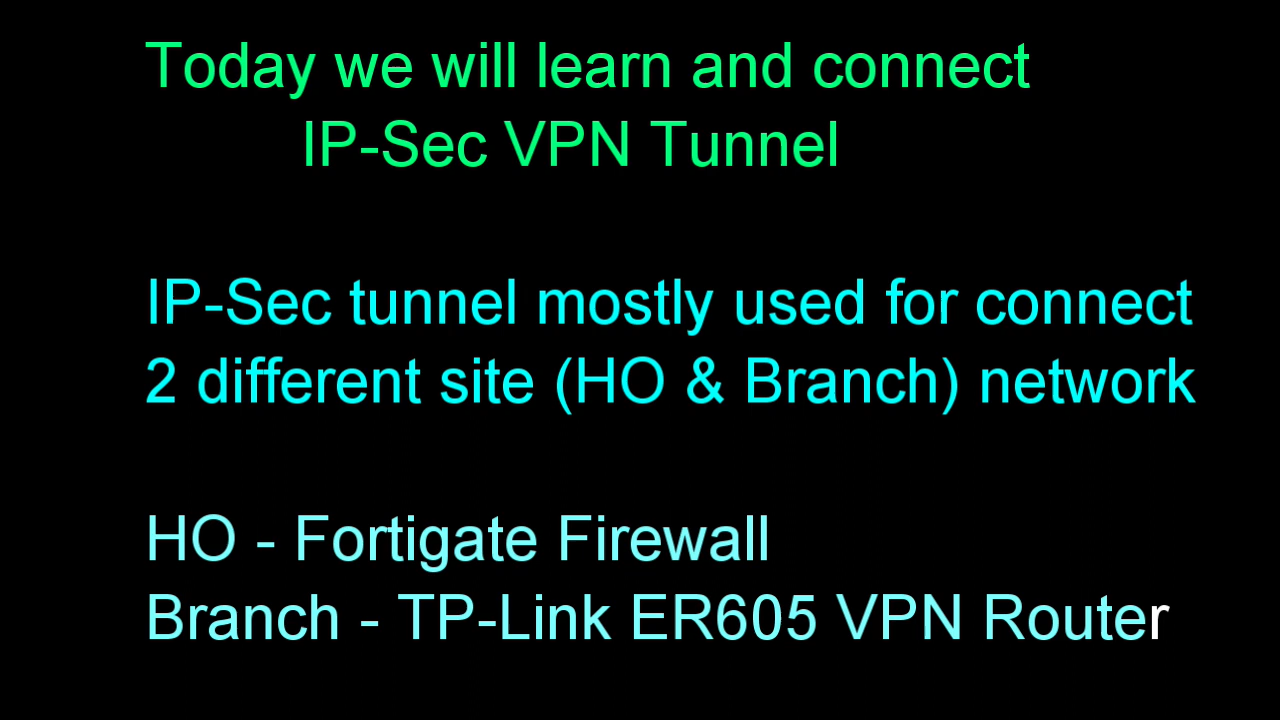 Today we will learn and connect
IP-Sec VPN Tunnel
IP-Sec tunnel mostly used for connect
2 different site (HO & Branch) network
HO - Fortigate Firewall
Branch - TP-Link ER605 VPN Router